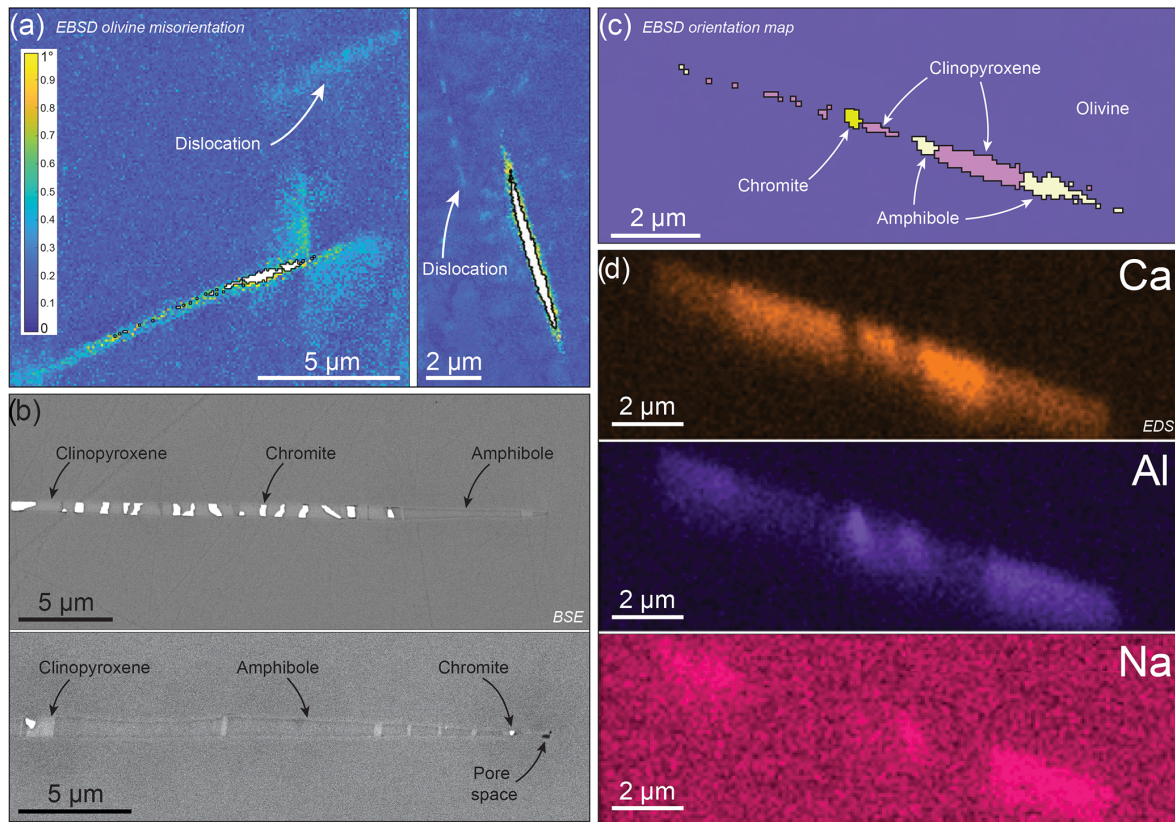 (a)
EBSD olivine misorientation
1°
0.9
0.8
0.7
0.6
0.5
0.4
0.3
0.2
0.1
0
Dislocation
5 µm
Dislocation
2 µm
(b)
Clinopyroxene
Chromite
Amphibole
5 µm
BSE
Clinopyroxene
Amphibole
Chromite
Pore
space
5 µm
(c)
EBSD orientation map
Clinopyroxene
Olivine
Chromite
Amphibole
2 µm
(d)
Ca
2 µm
EDS
Al
2 µm
Na
2 µm